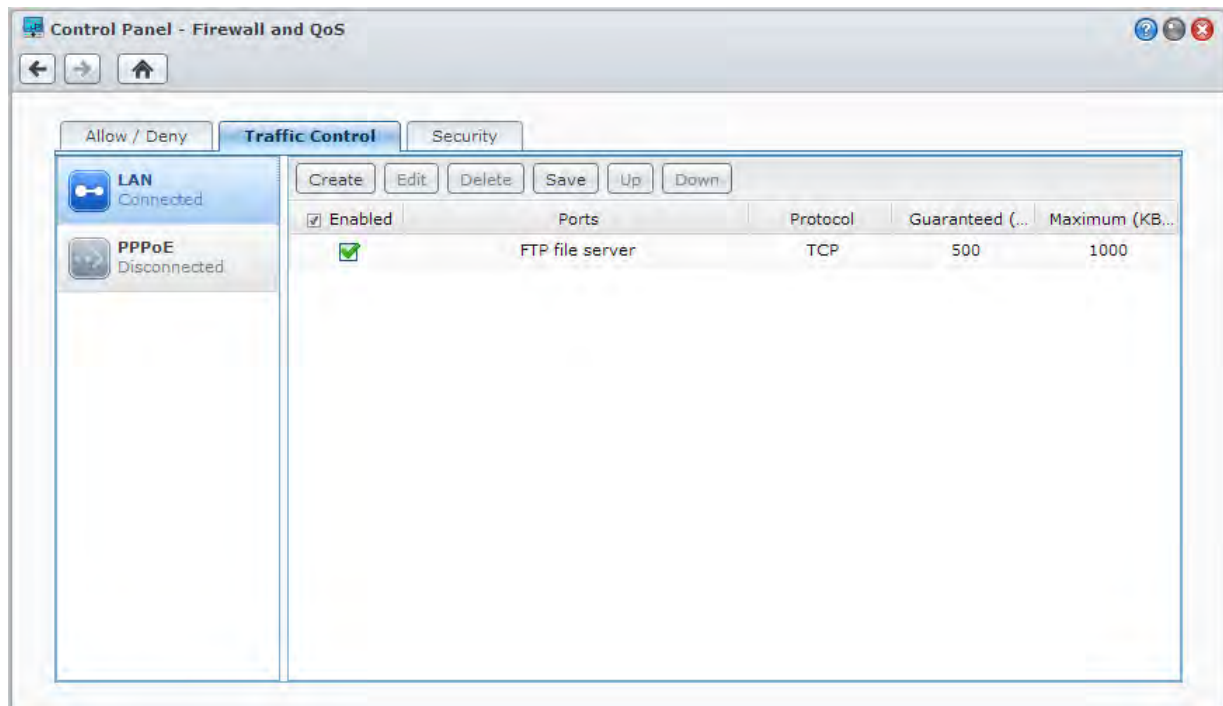 Control Panel - Firewall and QoS
Allow / Deny Traffic Control Security
LAN
Connected
PPPoE
Disconnected
Create Edit Delete Save Up Down
Enabled Ports Protocol Guaranteed (... Maximum (KB...
FTP file server TCP 500 1000